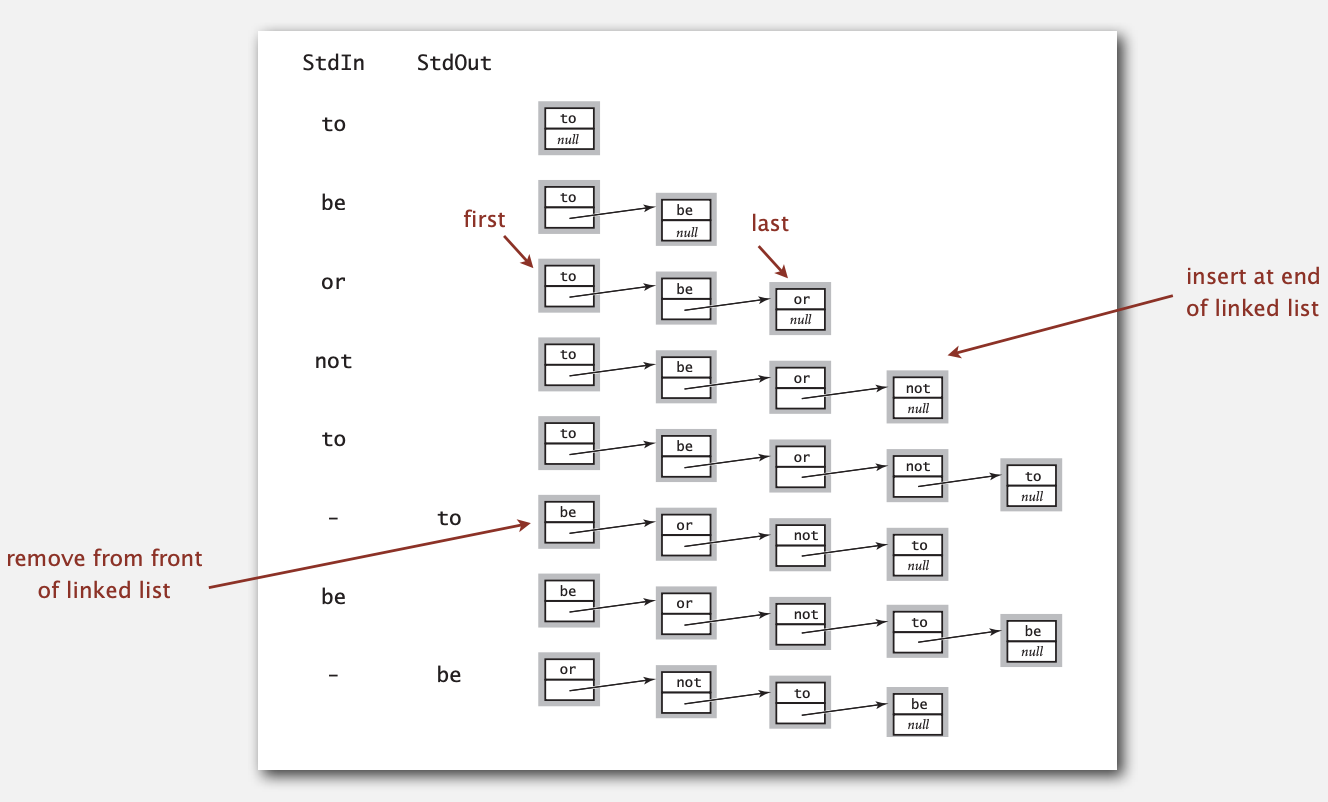 StdIn StdOut
to
to
null
be
to
be
null
first
last
or
to
be
or
null
insert at end
of linked list
not
to
be
or
not
null
to
to
be
or
not
to
null
– to
be
or
not
to
null
remove from front
of linked list
be
be
or
not
to
be
null
– be
or
not
to
be
null